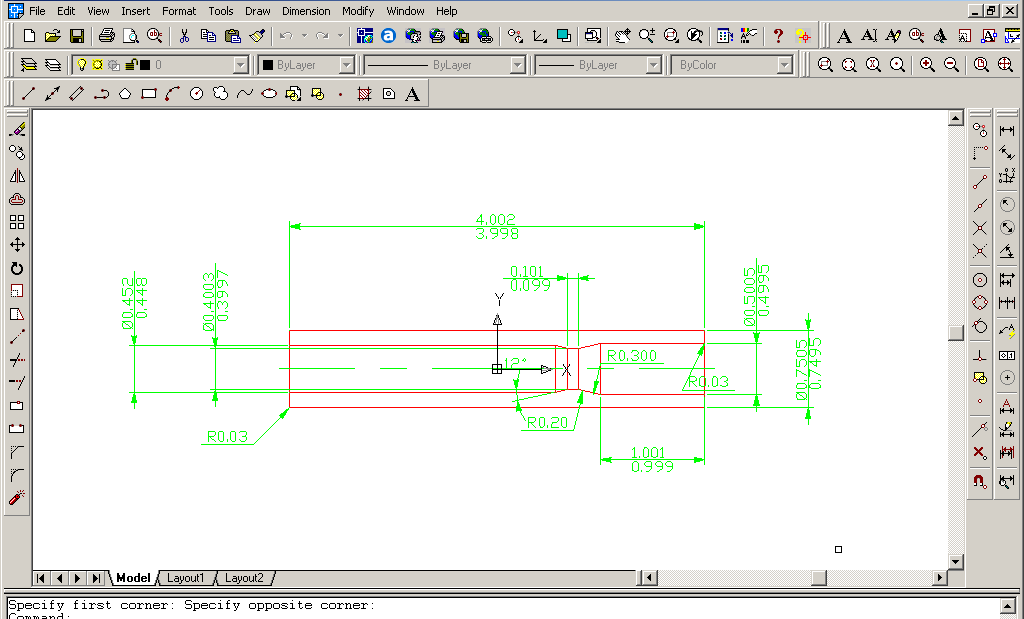 File Edit View Insert Format Tools Draw Dimension Modify Window Help
0 ByLayer ByLayer ByLayer ByColor
4.002
3.998
0.101
0.099
Ø0.452
0.448
Ø0.4003
0.3997
Ø0.5005
0.4995
Ø0.7505
0.7495
Y
12°
X
R0.300
R0.03
R0.20
R0.03
1.001
0.999
Model Layout1 Layout2
Specify first corner: Specify opposite corner:
Command: